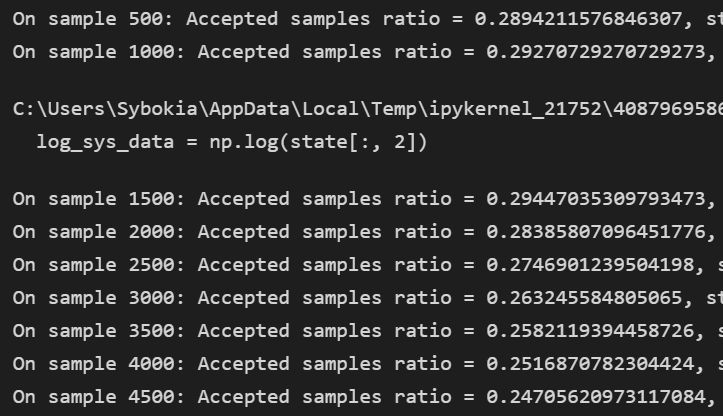 On sample 500: Accepted samples ratio = 0.2894211576846307, st
On sample 1000: Accepted samples ratio = 0.29270729270729273,
C:\Users\Sybokia\AppData\Local\Temp\ipykernel_21752\4087969586
log_sys_data = np.log(state[:, 2])
On sample 1500: Accepted samples ratio = 0.29447035309793473,
On sample 2000: Accepted samples ratio = 0.28385807096451776,
On sample 2500: Accepted samples ratio = 0.2746901239504198, s
On sample 3000: Accepted samples ratio = 0.263245584805065, st
On sample 3500: Accepted samples ratio = 0.2582119394458726, s
On sample 4000: Accepted samples ratio = 0.2516870782304424, s
On sample 4500: Accepted samples ratio = 0.24705620973117084,